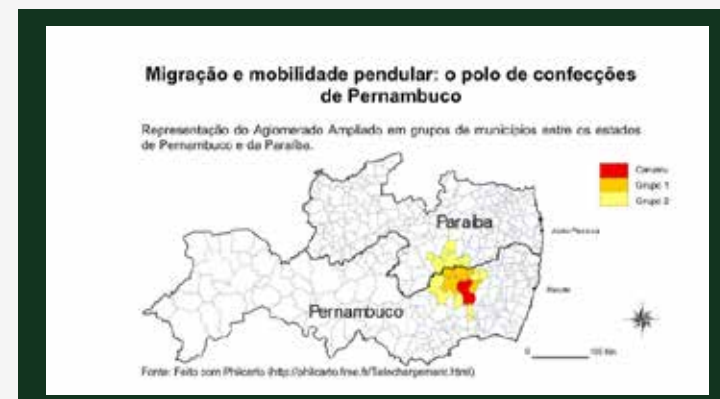 Migração e mobilidade pendular: o polo de confecções
de Pernambuco
Representação do Aglomerado Ampliado em grupos de municípios entre os estados
de Pernambuco e da Paraíba.
Grupo 1
Grupo 2
Paraíba
João Pessoa
Recife
Pernambuco
0 100 km
Fonte: Feito com Philcarto (http://philcarto.free.fr/Telechargement.html)